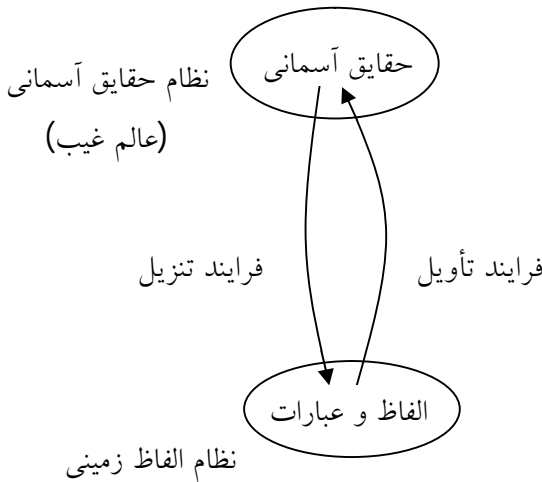 حقایق آسمانی
نظام حقایق آسمانی
(عالم غیب)
فرایند تأویل
فرایند تنزیل
الفاظ و عبارات
نظام الفاظ زمینی